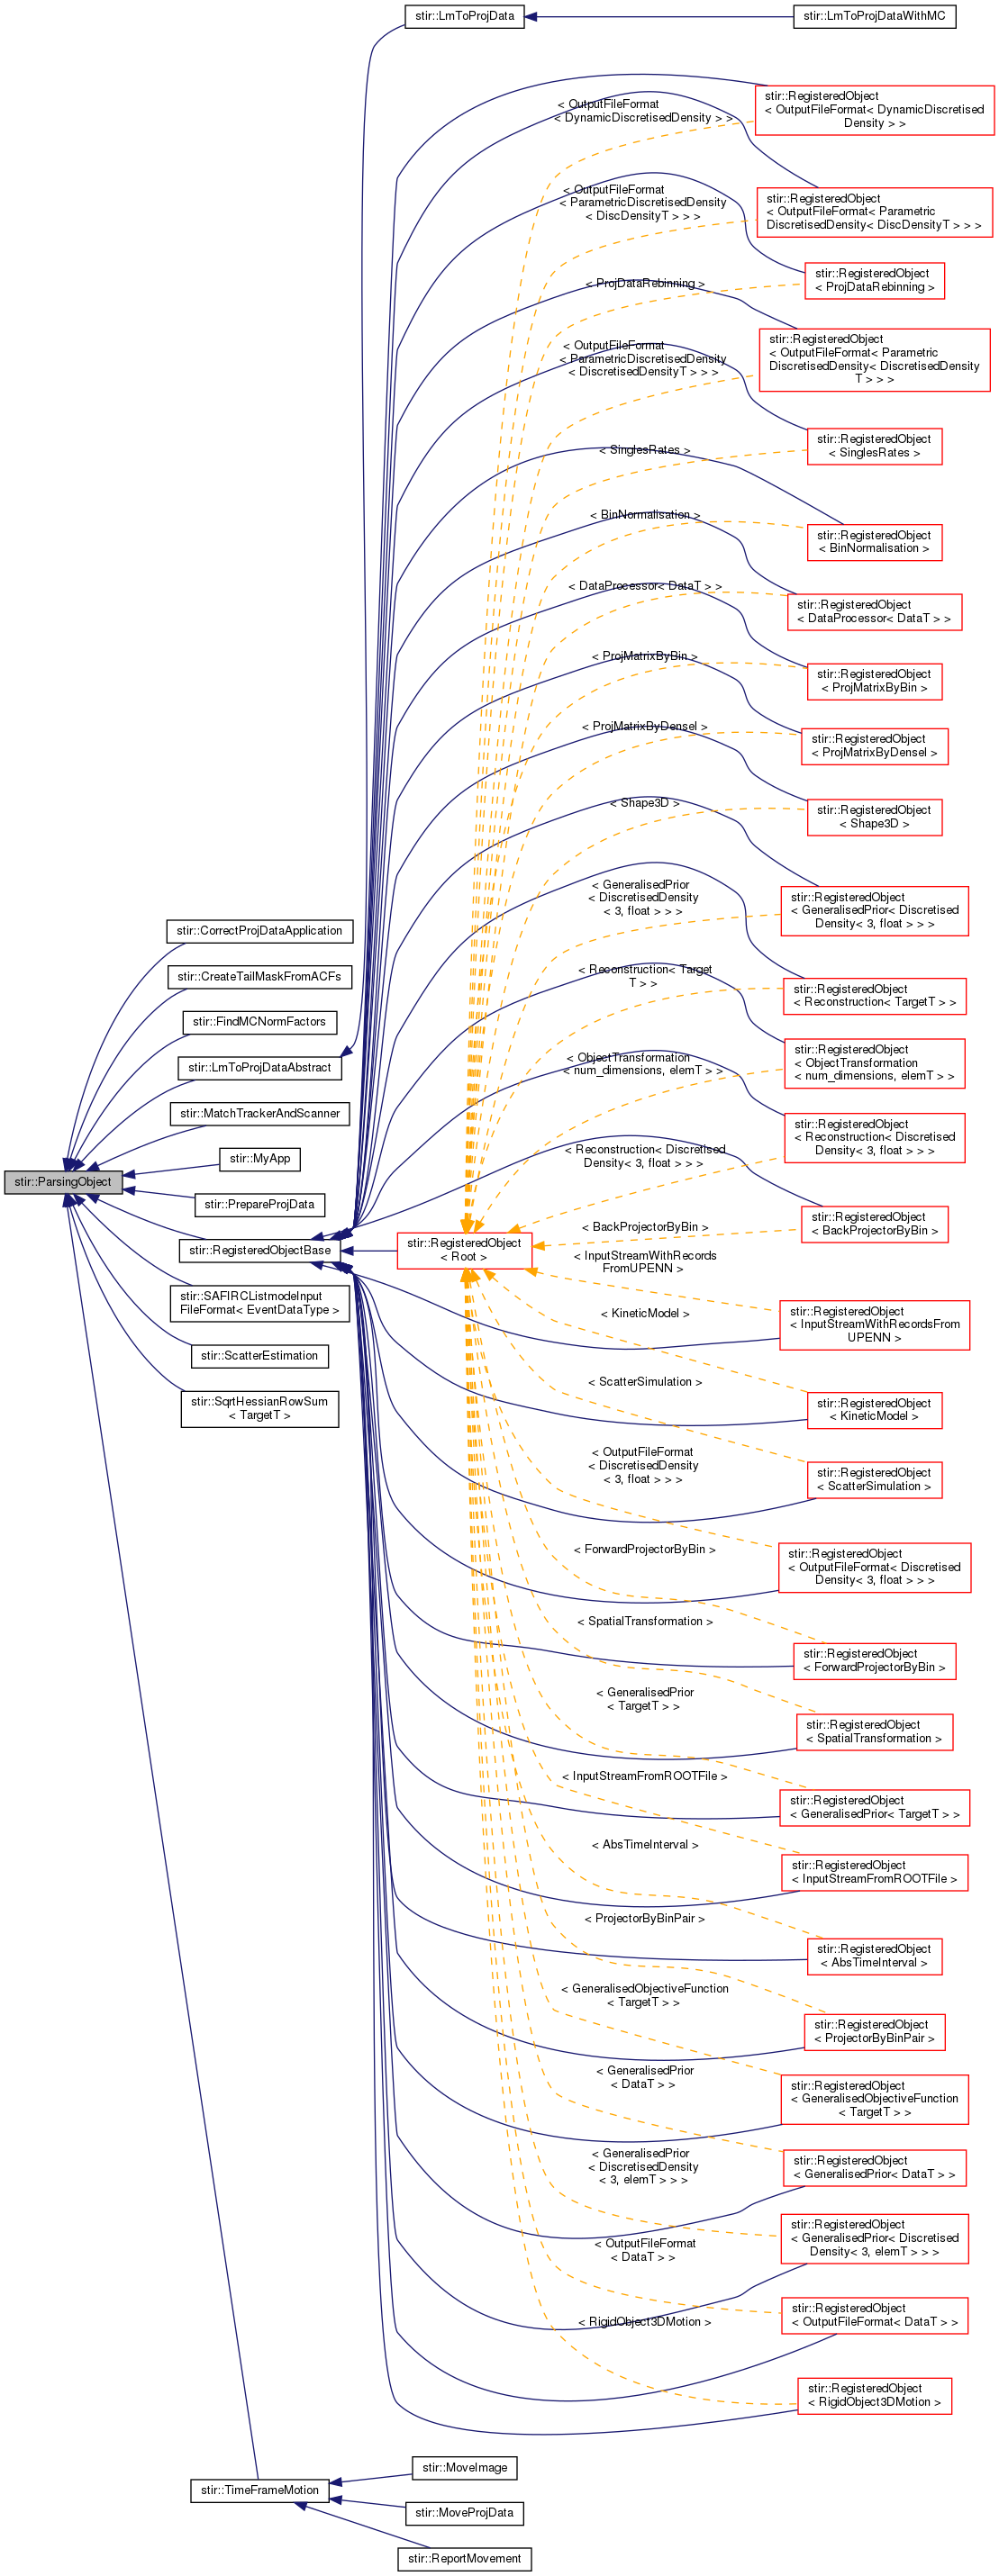 stir::LmToProjData
stir::LmToProjDataWithMC
stir::RegisteredObject
< OutputFileFormat< DynamicDiscretised
Density > >
< OutputFileFormat
< DynamicDiscretisedDensity > >
stir::RegisteredObject
< OutputFileFormat< Parametric
DiscretisedDensity< DiscDensityT > > >
< OutputFileFormat
< ParametricDiscretisedDensity
< DiscDensityT > > >
stir::RegisteredObject
< ProjDataRebinning >
< ProjDataRebinning >
stir::RegisteredObject
< OutputFileFormat< Parametric
DiscretisedDensity< DiscretisedDensity
T > > >
< OutputFileFormat
< ParametricDiscretisedDensity
< DiscretisedDensityT > > >
stir::RegisteredObject
< SinglesRates >
< SinglesRates >
stir::RegisteredObject
< BinNormalisation >
< BinNormalisation >
stir::RegisteredObject
< DataProcessor< DataT > >
< DataProcessor< DataT > >
stir::RegisteredObject
< ProjMatrixByBin >
< ProjMatrixByBin >
stir::RegisteredObject
< ProjMatrixByDensel >
< ProjMatrixByDensel >
stir::RegisteredObject
< Shape3D >
< Shape3D >
stir::RegisteredObject
< GeneralisedPrior< Discretised
Density< 3, float > > >
< GeneralisedPrior
< DiscretisedDensity
< 3, float > > >
stir::RegisteredObject
< Reconstruction< TargetT > >
< Reconstruction< Target
T > >
stir::RegisteredObject
< ObjectTransformation
< num_dimensions, elemT > >
< ObjectTransformation
< num_dimensions, elemT > >
stir::RegisteredObject
< Reconstruction< Discretised
Density< 3, float > > >
< Reconstruction< Discretised
Density< 3, float > > >
stir::RegisteredObject
< BackProjectorByBin >
< BackProjectorByBin >
stir::CorrectProjDataApplication
stir::CreateTailMaskFromACFs
stir::FindMCNormFactors
stir::LmToProjDataAbstract
stir::MatchTrackerAndScanner
stir::MyApp
stir::ParsingObject
stir::PrepareProjData
stir::RegisteredObjectBase
stir::RegisteredObject
< Root >
stir::SAFIRCListmodeInput
FileFormat< EventDataType >
stir::ScatterEstimation
stir::SqrtHessianRowSum
< TargetT >
< InputStreamWithRecords
FromUPENN >
stir::RegisteredObject
< InputStreamWithRecordsFrom
UPENN >
< KineticModel >
stir::RegisteredObject
< KineticModel >
< ScatterSimulation >
stir::RegisteredObject
< ScatterSimulation >
< OutputFileFormat
< DiscretisedDensity
< 3, float > > >
stir::RegisteredObject
< OutputFileFormat< Discretised
Density< 3, float > > >
< ForwardProjectorByBin >
stir::RegisteredObject
< ForwardProjectorByBin >
< SpatialTransformation >
stir::RegisteredObject
< SpatialTransformation >
< GeneralisedPrior
< TargetT > >
stir::RegisteredObject
< GeneralisedPrior< TargetT > >
< InputStreamFromROOTFile >
stir::RegisteredObject
< InputStreamFromROOTFile >
< AbsTimeInterval >
stir::RegisteredObject
< AbsTimeInterval >
< ProjectorByBinPair >
stir::RegisteredObject
< ProjectorByBinPair >
< GeneralisedObjectiveFunction
< TargetT > >
stir::RegisteredObject
< GeneralisedObjectiveFunction
< TargetT > >
< GeneralisedPrior
< DataT > >
stir::RegisteredObject
< GeneralisedPrior< DataT > >
< GeneralisedPrior
< DiscretisedDensity
< 3, elemT > > >
stir::RegisteredObject
< GeneralisedPrior< Discretised
Density< 3, elemT > > >
< OutputFileFormat
< DataT > >
stir::RegisteredObject
< OutputFileFormat< DataT > >
< RigidObject3DMotion >
stir::RegisteredObject
< RigidObject3DMotion >
stir::TimeFrameMotion
stir::MoveImage
stir::MoveProjData
stir::ReportMovement